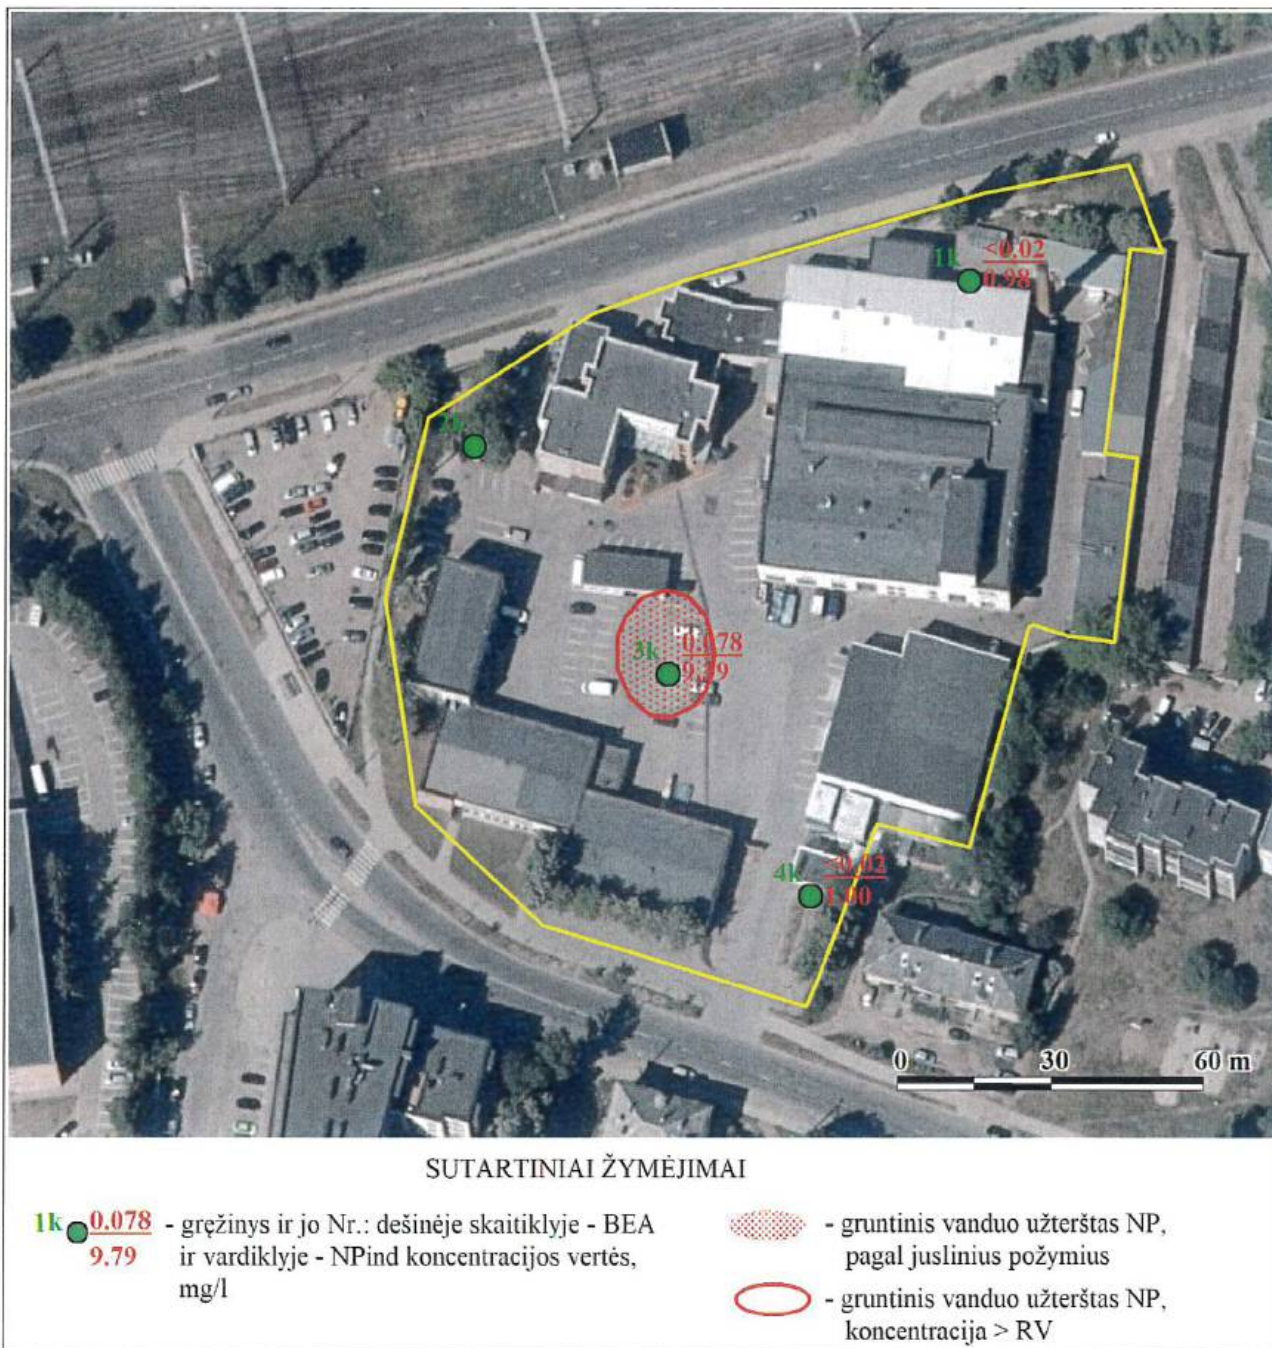 1k <0.02
0.98
3k 0.078
9.79
4k <0.02
1.00
0 30 60 m
SUTARTINIAI ŽYMĖJIMAI
1k 0.078 - gręžinys ir jo Nr.: dešinėje skaitiklyje - BEA
9.79 ir vardiklyje - NPind koncentracijos vertės,
mg/l
- gruntinis vanduo užterštas NP,
pagal juslinius požymius
- gruntinis vanduo užterštas NP,
koncentracija > RV